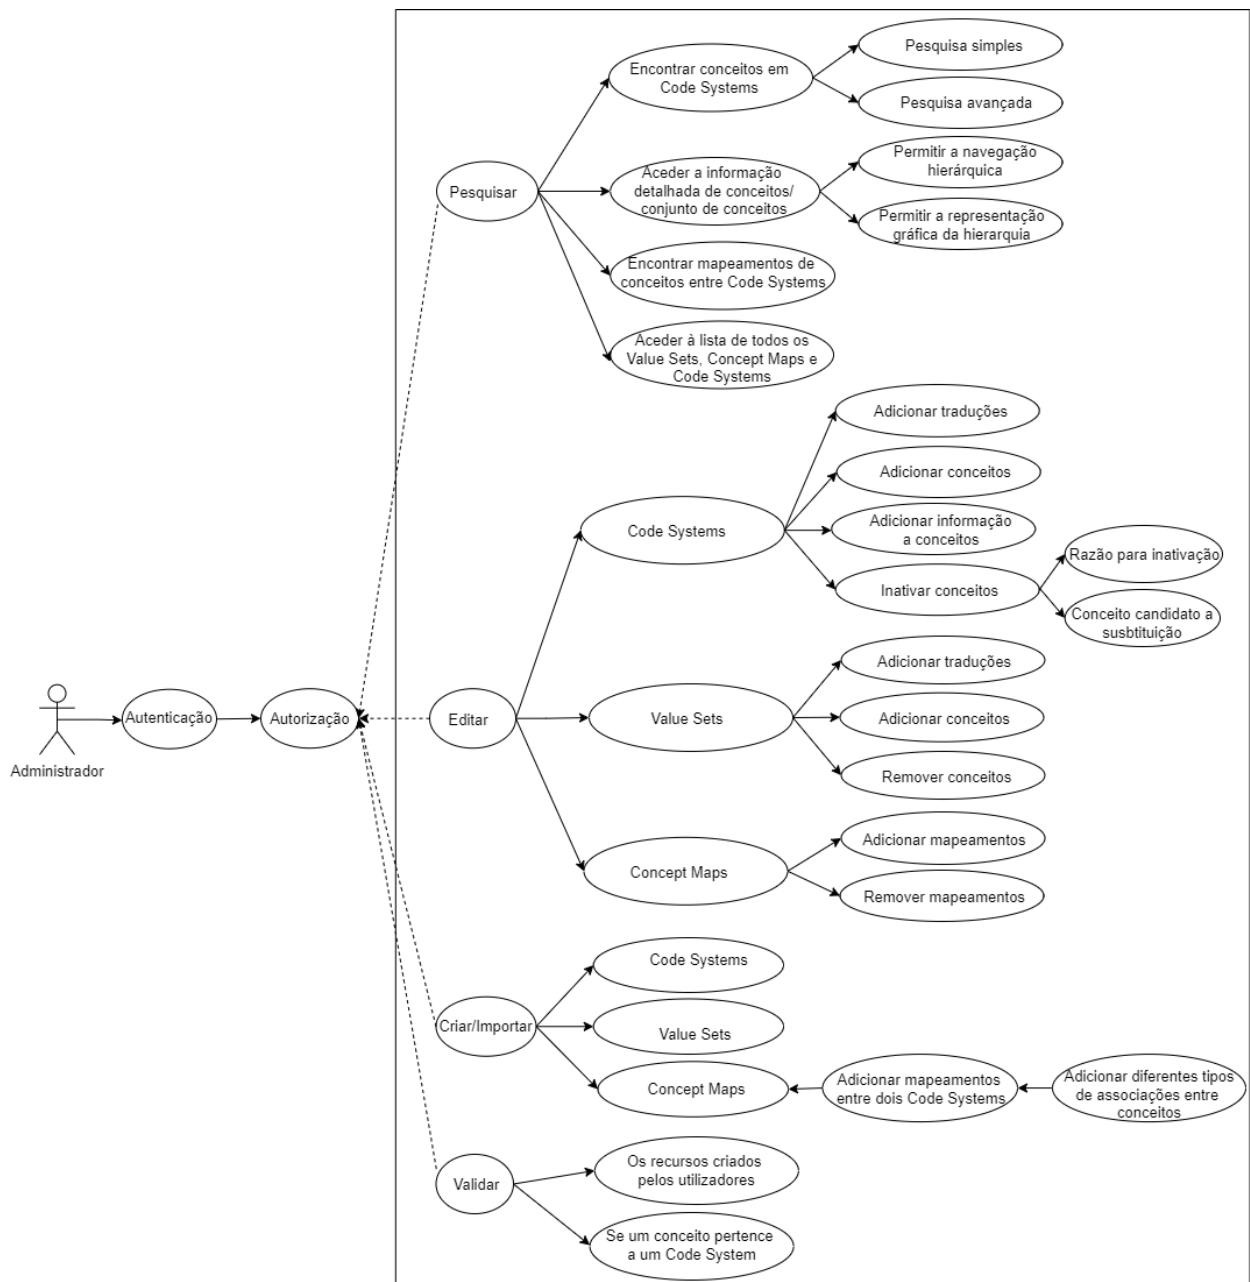 Pesquisa simples
Encontrar conceitos em
Code Systems
Pesquisa avançada
Pesquisar
Aceder a informação
detalhada de conceitos/
conjunto de conceitos
Permitir a navegação
hierárquica
Permitir a representação
gráfica da hierarquia
Encontrar mapeamentos de
conceitos entre Code Systems
Aceder à lista de todos os
Value Sets, Concept Maps e
Code Systems
Adicionar traduções
Adicionar conceitos
Code Systems
Adicionar informação
a conceitos
Inativar conceitos
Razão para inativação
Conceito candidato a
susbtituição
Administrador
Autenticação
Autorização
Editar
Value Sets
Adicionar traduções
Adicionar conceitos
Remover conceitos
Concept Maps
Adicionar mapeamentos
Remover mapeamentos
Criar/Importar
Code Systems
Value Sets
Concept Maps
Adicionar mapeamentos
entre dois Code Systems
Adicionar diferentes tipos
de associações entre
conceitos
Validar
Os recursos criados
pelos utilizadores
Se um conceito pertence
a um Code System